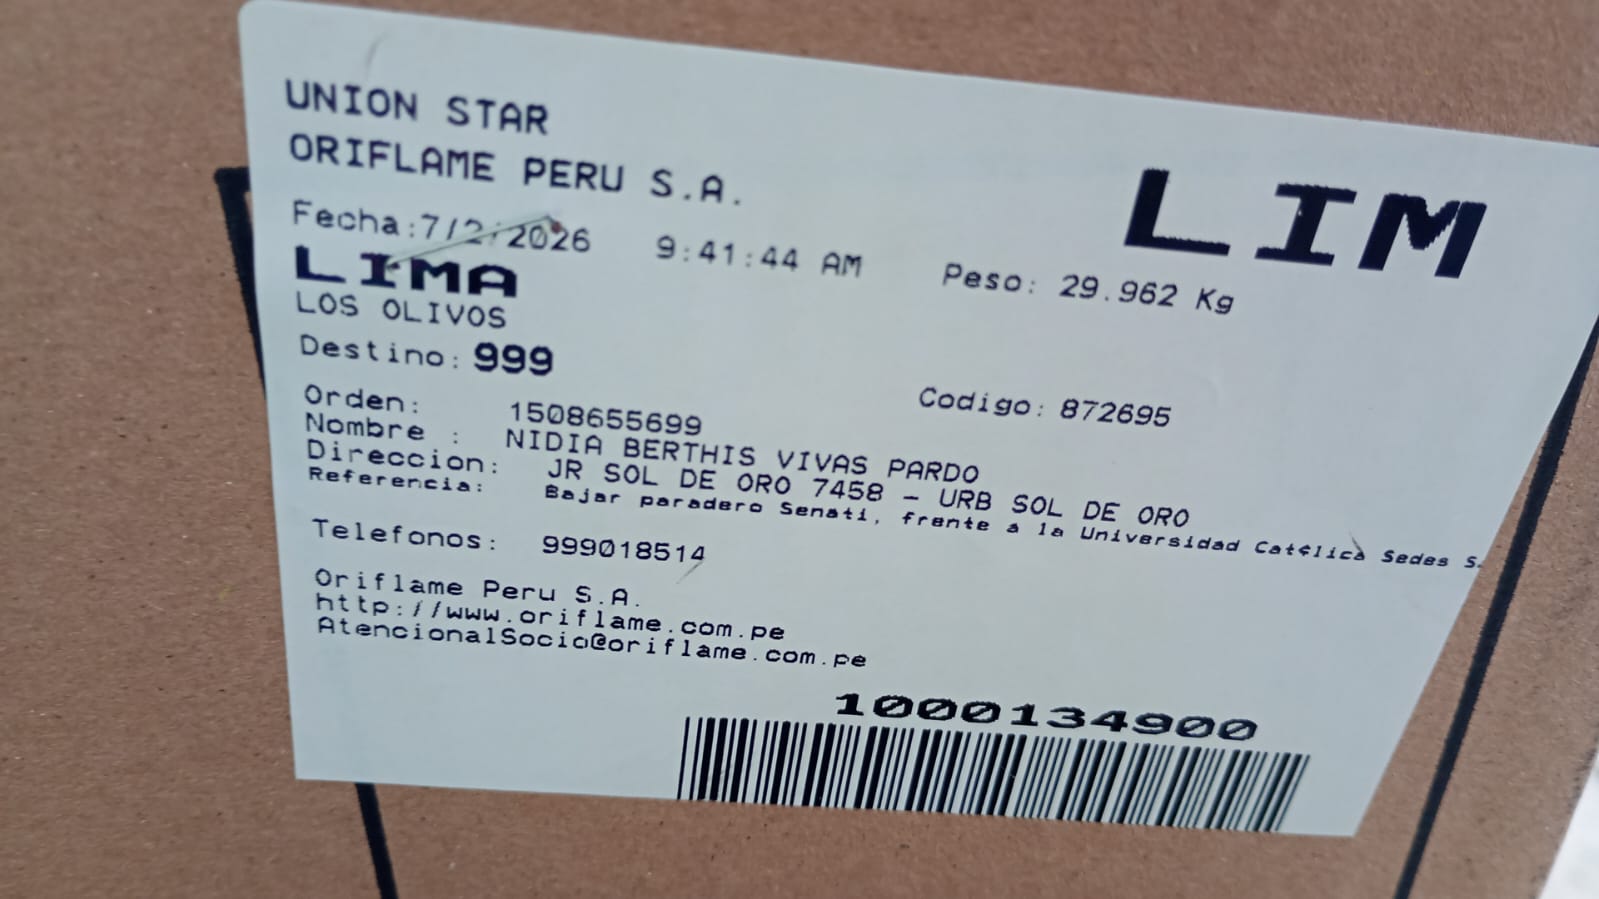 UNION STAR
ORIFLAME PERU S.A.
LIM
Fecha:7/2/2026 9:41:44 AM Peso: 29.962 Kg
LIMA
LOS OLIVOS
Destino: 999
Codigo: 872695
Orden: 1508655699
Nombre : NIDIA BERTHIS VIVAS PARDO
Direccion: JR SOL DE ORO 7458 - URB SOL DE ORO
Referencia: Bajar paradero Senati, frente a la Universidad Cat¢lica Sedes S.
Telefonos: 999018514
Oriflame Peru S.A.
http://www.oriflame.com.pe
AtencionalSocio@oriflame.com.pe
1000134900